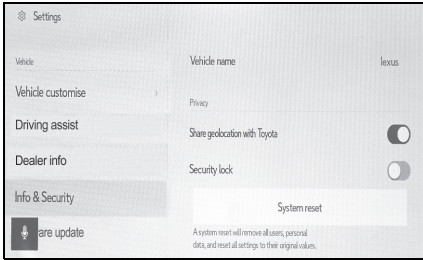 Settings
Vehicle
Vehicle customise
Driving assist
Dealer info
Info & Security
are update
Vehicle name
lexus
Privacy
Share geolocation with Toyota
Security lock
System reset
A system reset will remove all users, personal
data, and reset all settings to their original values.